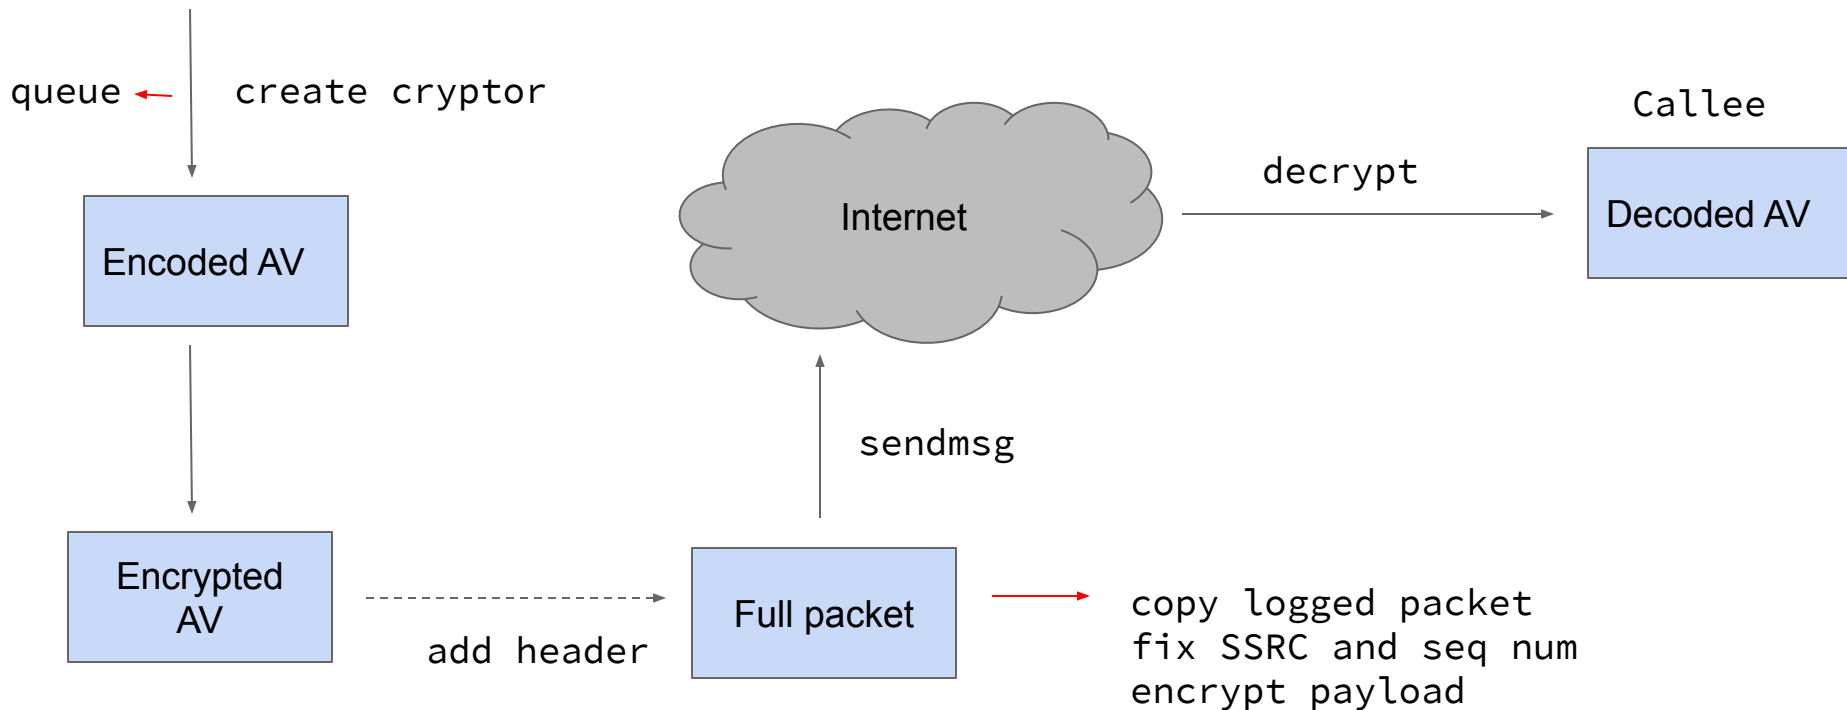 queue
create cryptor
Encoded AV
Encrypted
AV
add header
Full packet
sendmsg
Internet
decrypt
Callee
Decoded AV
copy logged packet
fix SSRC and seq num
encrypt payload